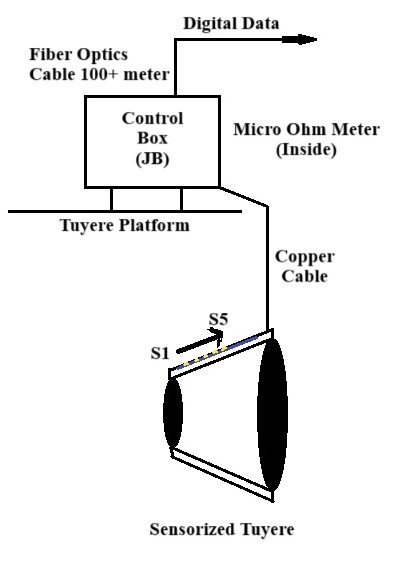 Digital Data
Fiber Optics
Cable 100+ meter
Control
Box
(JB)
Micro Ohm Meter
(Inside)
Tuyere Platform
Copper
Cable
S5
S1
Sensorized Tuyere